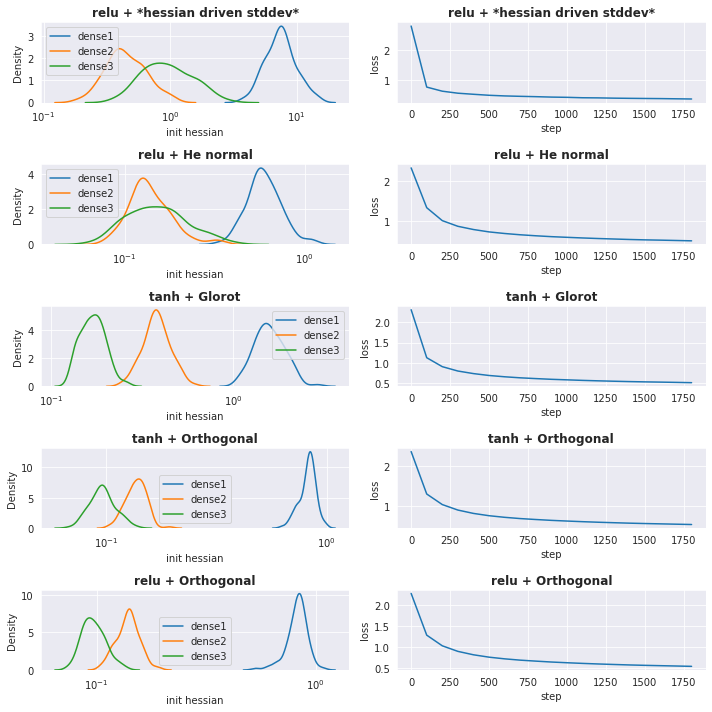 relu + *hessian driven stddev*
Density
3
2
1
0
dense1
dense2
dense3
10⁻¹
10⁰
10¹
init hessian
relu + *hessian driven stddev*
loss
2
1
0
250
500
750
1000
1250
1500
1750
step
relu + He normal
Density
4
2
0
dense1
dense2
dense3
10⁻¹
10⁰
init hessian
relu + He normal
loss
2
1
0
250
500
750
1000
1250
1500
1750
step
tanh + Glorot
Density
4
2
0
dense1
dense2
dense3
10⁻¹
10⁰
init hessian
tanh + Glorot
loss
2.0
1.5
1.0
0.5
0
250
500
750
1000
1250
1500
1750
step
tanh + Orthogonal
Density
10
5
0
dense1
dense2
dense3
10⁻¹
10⁰
init hessian
tanh + Orthogonal
loss
2
1
0
250
500
750
1000
1250
1500
1750
step
relu + Orthogonal
Density
10
5
0
dense1
dense2
dense3
10⁻¹
10⁰
init hessian
relu + Orthogonal
loss
2.0
1.5
1.0
0.5
0
250
500
750
1000
1250
1500
1750
step